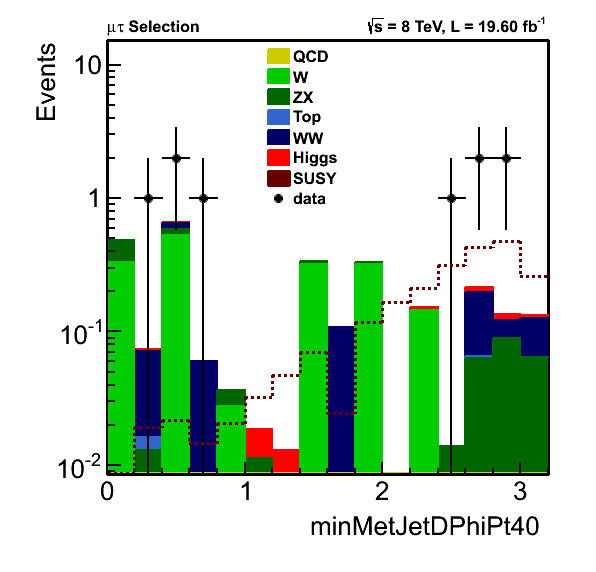 μτ Selection
√s = 8 TeV, L = 19.60 fb⁻¹
Events
10
1
10⁻¹
10⁻²
QCD
W
ZX
Top
WW
Higgs
SUSY
data
0 1 2 3
minMetJetDPhiPt40